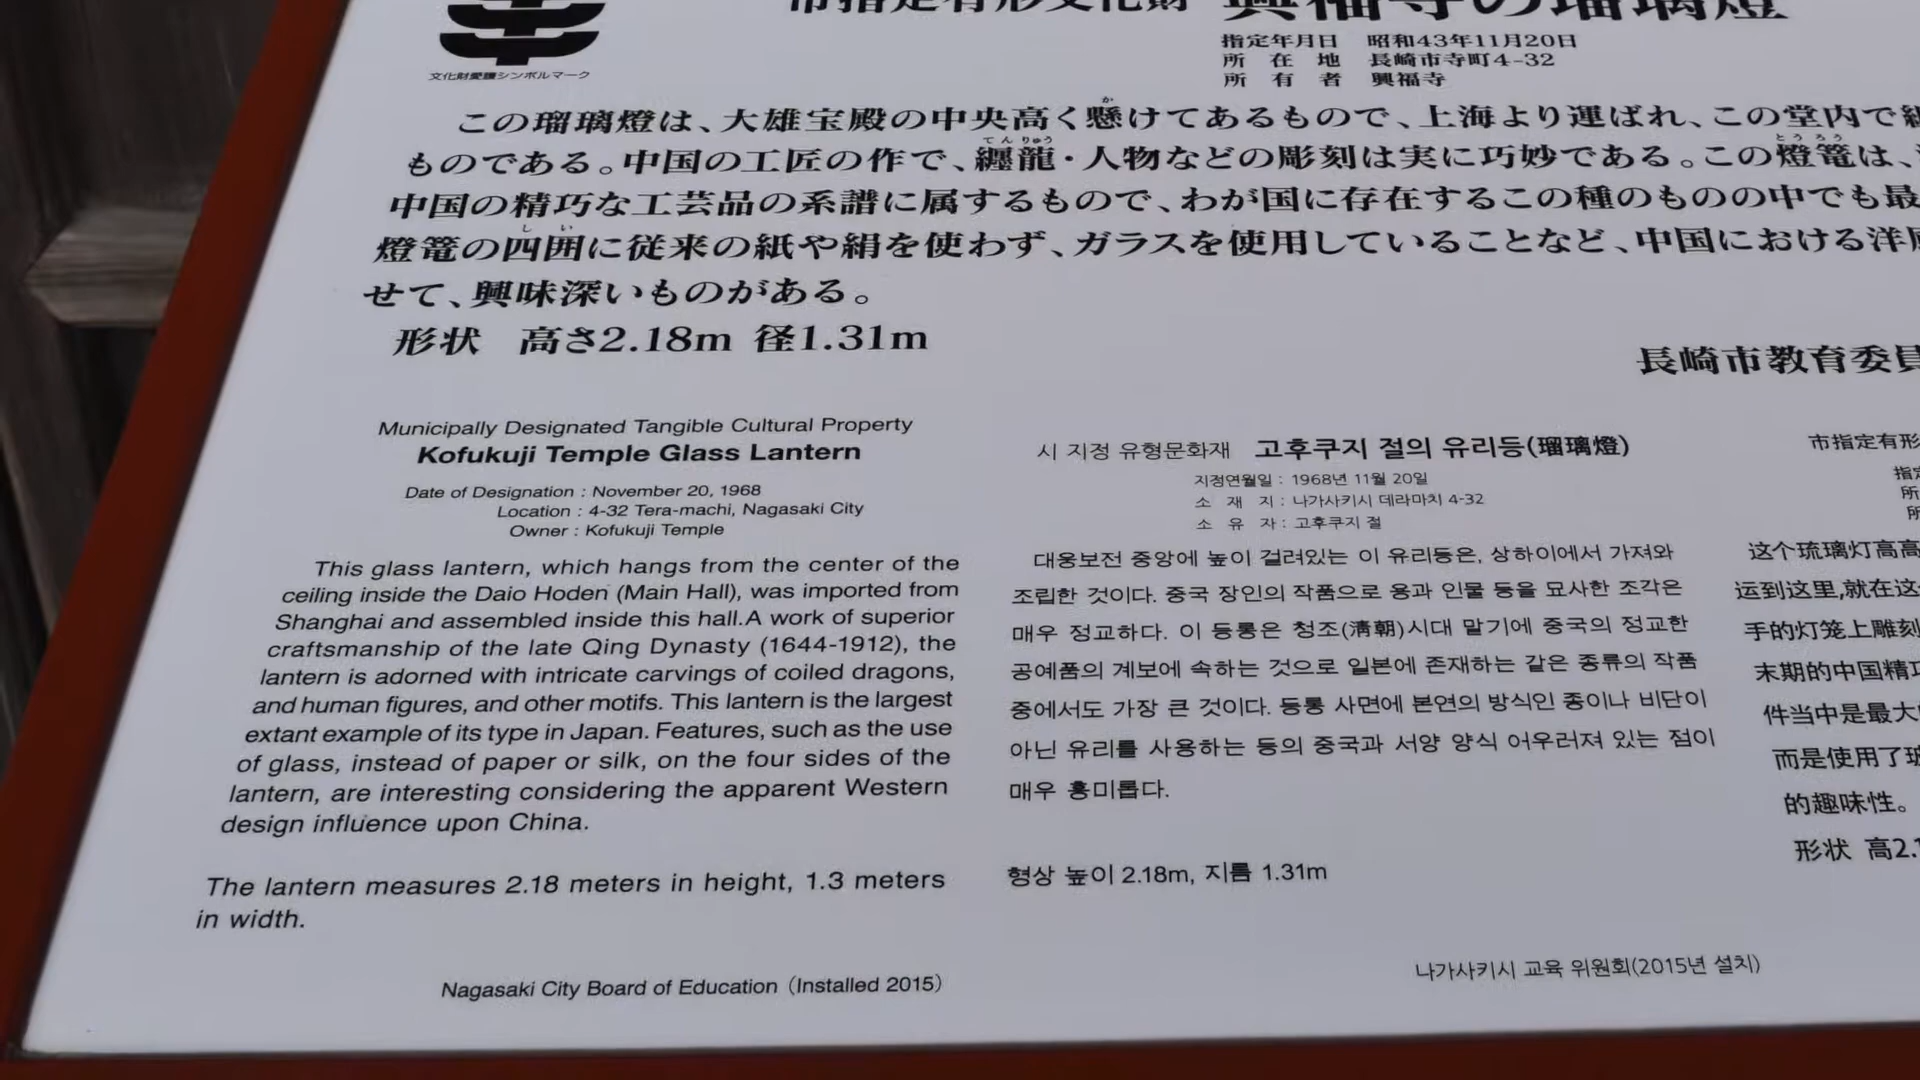 市指定有形文化財 興福寺の瑠璃燈
文化財愛護シンボルマーク
指定年月日 昭和43年11月20日
所在地 長崎市寺町4-32
所有者 興福寺
この瑠璃燈は、大雄宝殿の中央高く懸けてあるもので、上海より運ばれ、この堂内で
ものである。中国の工匠の作で、纒龍・人物などの彫刻は実に巧妙である。この燈篭は、
中国の精巧な工芸品の系譜に属するもので、わが国に存在するこの種のものの中でも最
燈篭の四囲に従来の紙や絹を使わず、ガラスを使用していることなど、中国における洋
せて、興味深いものがある。
形状 高さ2.18m 径1.31m
長崎市教育委員
Municipally Designated Tangible Cultural Property
Kofukuji Temple Glass Lantern
Date of Designation : November 20, 1968
Location : 4-32 Tera-machi, Nagasaki City
Owner : Kofukuji Temple
This glass lantern, which hangs from the center of the
ceiling inside the Daio Hoden (Main Hall), was imported from
Shanghai and assembled inside this hall.A work of superior
craftsmanship of the late Qing Dynasty (1644-1912), the
lantern is adorned with intricate carvings of coiled dragons,
and human figures, and other motifs. This lantern is the largest
extant example of its type in Japan. Features, such as the use
of glass, instead of paper or silk, on the four sides of the
lantern, are interesting considering the apparent Western
design influence upon China.
The lantern measures 2.18 meters in height, 1.3 meters
in width.
Nagasaki City Board of Education (Installed 2015)
시 지정 유형문화재 고후쿠지 절의 유리등(瑠璃燈)
지정연월일 : 1968년 11월 20일
소 재 지 : 나가사키시 데라마치 4-32
소 유 자 : 고후쿠지 절
대웅보전 중앙에 높이 걸려있는 이 유리등은, 상하이에서 가져와
조립한 것이다. 중국 장인의 작품으로 용과 인물 등을 묘사한 조각은
매우 정교하다. 이 등롱은 청조(淸朝)시대 말기에 중국의 정교한
공예품의 계보에 속하는 것으로 일본에 존재하는 같은 종류의 작품
중에서도 가장 큰 것이다. 등롱 사면에 본연의 방식인 종이나 비단이
아닌 유리를 사용하는 등의 중국과 서양 양식 어우러져 있는 점이
매우 흥미롭다.
형상 높이 2.18m, 지름 1.31m
나가사키시 교육 위원회(2015년 설치)
市指定有形
指定
所
所
这个琉璃灯高高
运到这里,就在这
手的灯笼上雕刻
末期的中国精巧
件当中是最大
而是使用了玻
的趣味性。
形状 高2.1